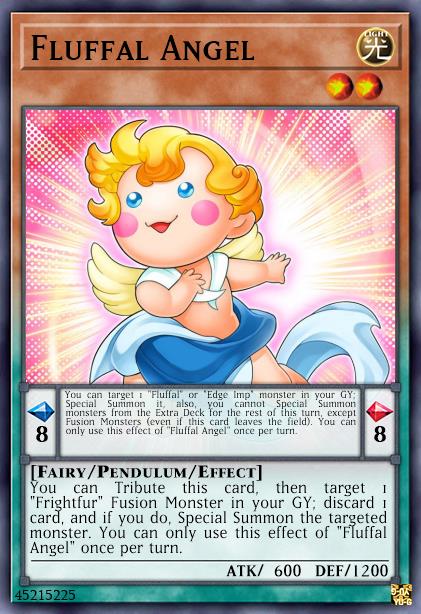 Fluffal Angel
LIGHT
光
You can target 1 "Fluffal" or "Edge Imp" monster in your GY;
Special Summon it, also, you cannot Special Summon
monsters from the Extra Deck for the rest of this turn, except
Fusion Monsters (even if this card leaves the field). You can
only use this effect of "Fluffal Angel" once per turn.
8
8
[Fairy/Pendulum/Effect]
You can Tribute this card, then target 1
"Frightfur" Fusion Monster in your GY; discard 1
card, and if you do, Special Summon the targeted
monster. You can only use this effect of "Fluffal
Angel" once per turn.
ATK/ 600 DEF/1200
45215225